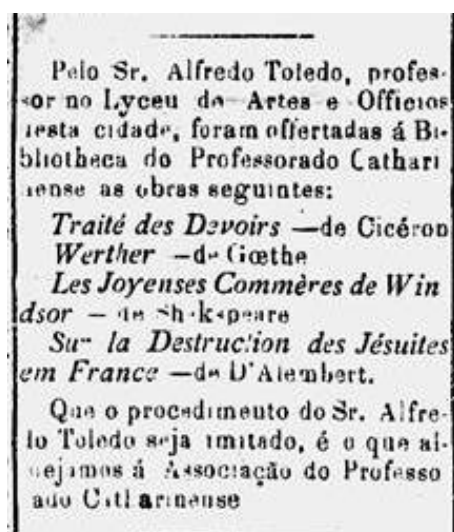 Pelo Sr. Alfredo Toledo, profes-
sor no Lyceu de Artes e Officios
nesta cidade, foram offertadas á Bi-
bliotheca do Professorado Cathari
nense as obras seguintes:
Traité des Devoirs —de Cicéron
Werther —de Gœthe
Les Joyenses Commères de Win
dsor — de Shakspeare
Sur la Destruction des Jésuites
em France —de D'Alembert.
Que o procedimento do Sr. Alfre-
do Toledo seja imitado, é o que al-
mejamos á Associação do Professo
rado Catharinense